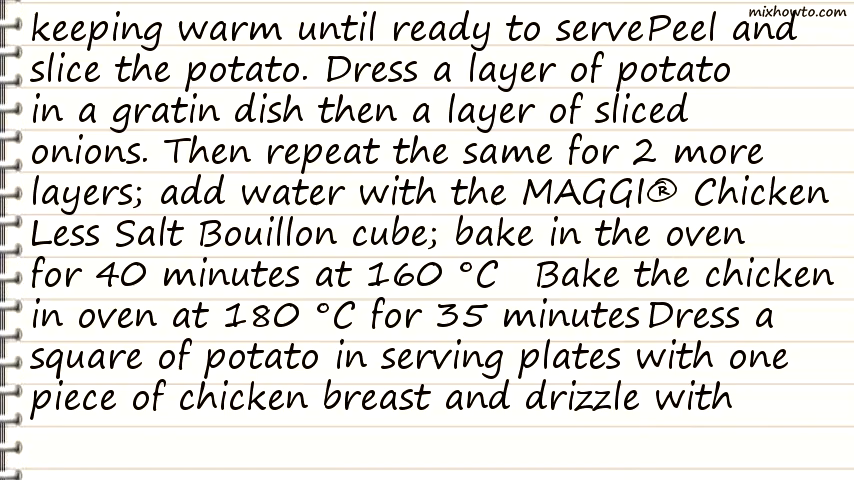 mixhowto.com
keeping warm until ready to servePeel and
slice the potato. Dress a layer of potato
in a gratin dish then a layer of sliced
onions. Then repeat the same for 2 more
layers; add water with the MAGGI® Chicken
Less Salt Bouillon cube; bake in the oven
for 40 minutes at 160 °C   Bake the chicken
in oven at 180 °C for 35 minutesDress a
square of potato in serving plates with one
piece of chicken breast and drizzle with